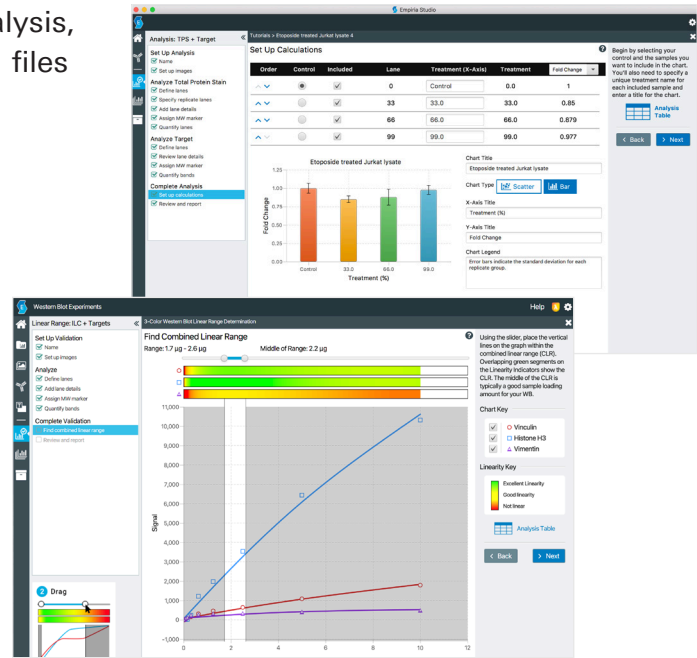 alysis,
files
Empiria Studio
Analysis: TPS + Target
Tutorials > Etoposide treated Jurkat lysate 4
Set Up Analysis
Name
Set up images
Analyze Total Protein Stain
Define lanes
Specify replicate lanes
Add lane details
Assign MW marker
Quantify lanes
Analyze Target
Define lanes
Review lane details
Assign MW marker
Quantify bands
Complete Analysis
Set up calculations
Review and report
Set Up Calculations
Order Control Included Lane Treatment (X-Axis) Treatment Fold Change
0 Control 0.0 1
33 33.0 33.0 0.85
66 66.0 66.0 0.879
99 99.0 99.0 0.977
Etoposide treated Jurkat lysate
1.25
1.00
0.75
0.50
0.25
0.00
Fold Change
Control 33.0 66.0 99.0
Treatment (%)
Chart Title
Etoposide treated Jurkat lysate
Chart Type Scatter Bar
X-Axis Title
Treatment (%)
Y-Axis Title
Fold Change
Chart Legend
Error bars indicate the standard deviation for each
replicate group.
Begin by selecting your
control and the samples you
want to include in the chart.
You'll also need to specify a
unique treatment name for
each included sample and
enter a title for the chart.
Analysis
Table
< Back > Next
Western Blot Experiments
Help
Linear Range: ILC + Targets
3-Color Western Blot Linear Range Determination
Set Up Validation
Name
Set up images
Analyze
Define lanes
Add lane details
Assign MW marker
Quantify bands
Complete Validation
Find combined linear range
Review and report
2 Drag
Find Combined Linear Range
Range: 1.7 µg - 2.6 µg Middle of Range: 2.2 µg
11,000
10,000
9,000
8,000
7,000
6,000
5,000
4,000
3,000
2,000
1,000
0
-1,000
Signal
0 2 4 6 8 10 12
Using the slider, place the vertical
lines on the graph within the
combined linear range (CLR).
Overlapping green segments on
the Linearity Indicators show the
CLR. The middle of the CLR is
typically a good sample loading
amount for your WB.
Chart Key
Vinculin
Histone H3
Vimentin
Linearity Key
Excellent Linearity
Good linearity
Not linear
Analysis Table
< Back > Next